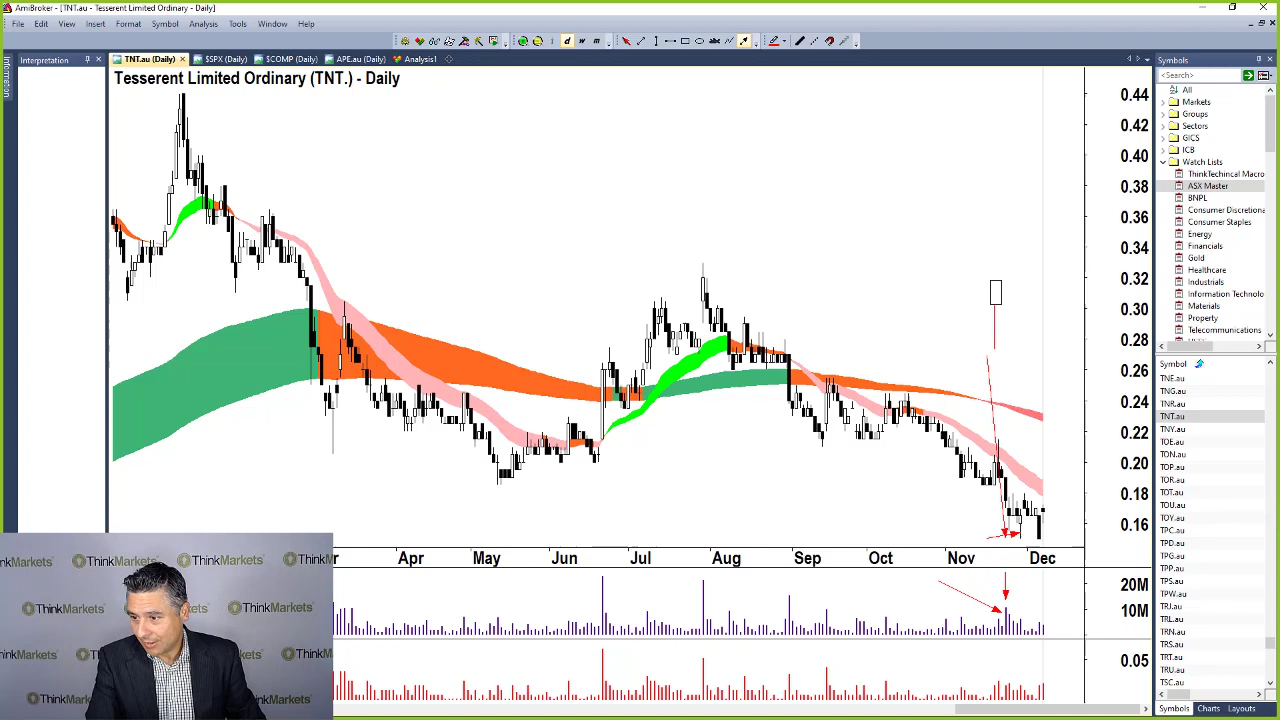 AmiBroker - [TNT.au - Tesserent Limited Ordinary - Daily]
File Edit View Insert Format Symbol Analysis Tools Window Help
Interpretation
Information
TNT.au (Daily) $SPX (Daily) $COMP (Daily) APE.au (Daily) Analysis1
Tesserent Limited Ordinary (TNT.) - Daily
0.44
0.42
0.40
0.38
0.36
0.34
0.32
0.30
0.28
0.26
0.24
0.22
0.20
0.18
0.16
Apr May Jun Jul Aug Sep Oct Nov Dec
20M
10M
0.05
Symbols
<Search>
All
Markets
Groups
Sectors
GICS
ICB
Watch Lists
ThinkTechincal Macro
ASX Master
BNPL
Consumer Discretiona
Consumer Staples
Energy
Financials
Gold
Healthcare
Industrials
Information Technolo
Materials
Property
Telecommunications
Symbol
TNE.au
TNG.au
TNR.au
TNT.au
TNY.au
TOE.au
TON.au
TOP.au
TOR.au
TOT.au
TOU.au
TOY.au
TPC.au
TPD.au
TPG.au
TPP.au
TPS.au
TPW.au
TRJ.au
TRL.au
TRN.au
TRS.au
TRT.au
TRU.au
TSC.au
Symbols Charts Layouts
ThinkMarkets
ThinkMarkets
ThinkMarkets
ThinkMarkets
ThinkMarkets